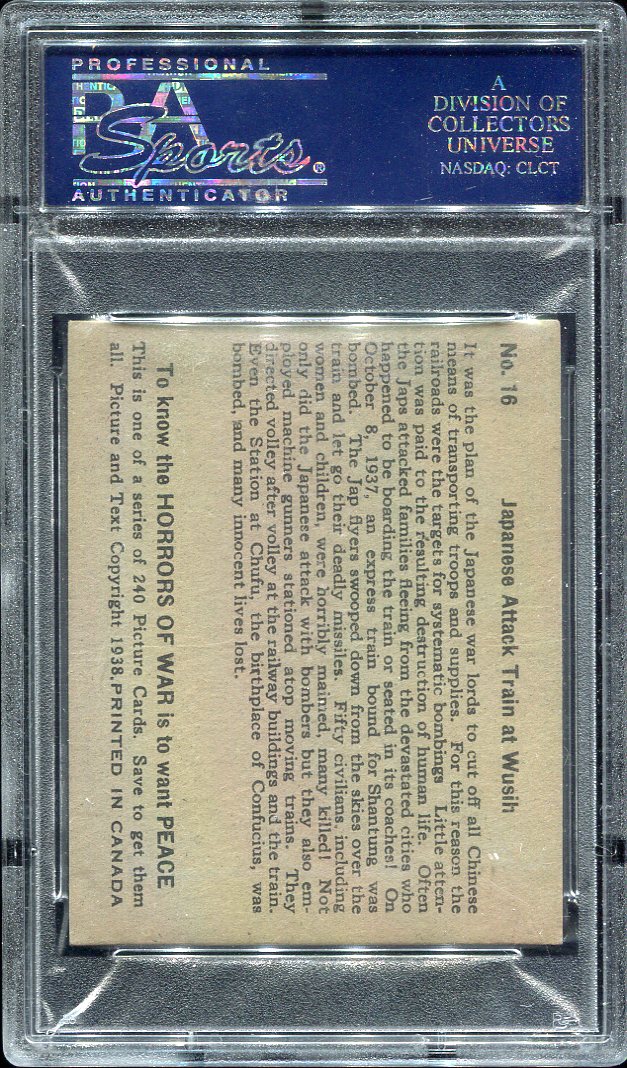 PROFESSIONAL
PSA
Sports®
AUTHENTICATOR
A
DIVISION OF
COLLECTORS
UNIVERSE
NASDAQ: CLCT
No. 16 Japanese Attack Train at Wusih
It was the plan of the Japanese war lords to cut off all Chinese
means of transporting troops and supplies. For this reason the
railroads were the targets for systematic bombings. Little atten-
tion was paid to the resulting destruction of human life. Often
the Japs attacked families fleeing from the devastated cities who
happened to be boarding the train or seated in its coaches! On
October 8, 1937, an express train bound for Shantung was
bombed. The Jap flyers swooped down from the skies over the
train and let go their deadly missiles. Fifty civilians, including
women and children, were horribly maimed, many killed! Not
only did the Japanese attack with bombers but they also em-
ployed machine gunners stationed atop moving trains. They
directed volley after volley at the railway buildings and the train.
Even the Station at Chufu, the birthplace of Confucius, was
bombed, and many innocent lives lost.
To know the HORRORS OF WAR is to want PEACE
This is one of a series of 240 Picture Cards. Save to get them
all. Picture and Text Copyright 1938. PRINTED IN CANADA